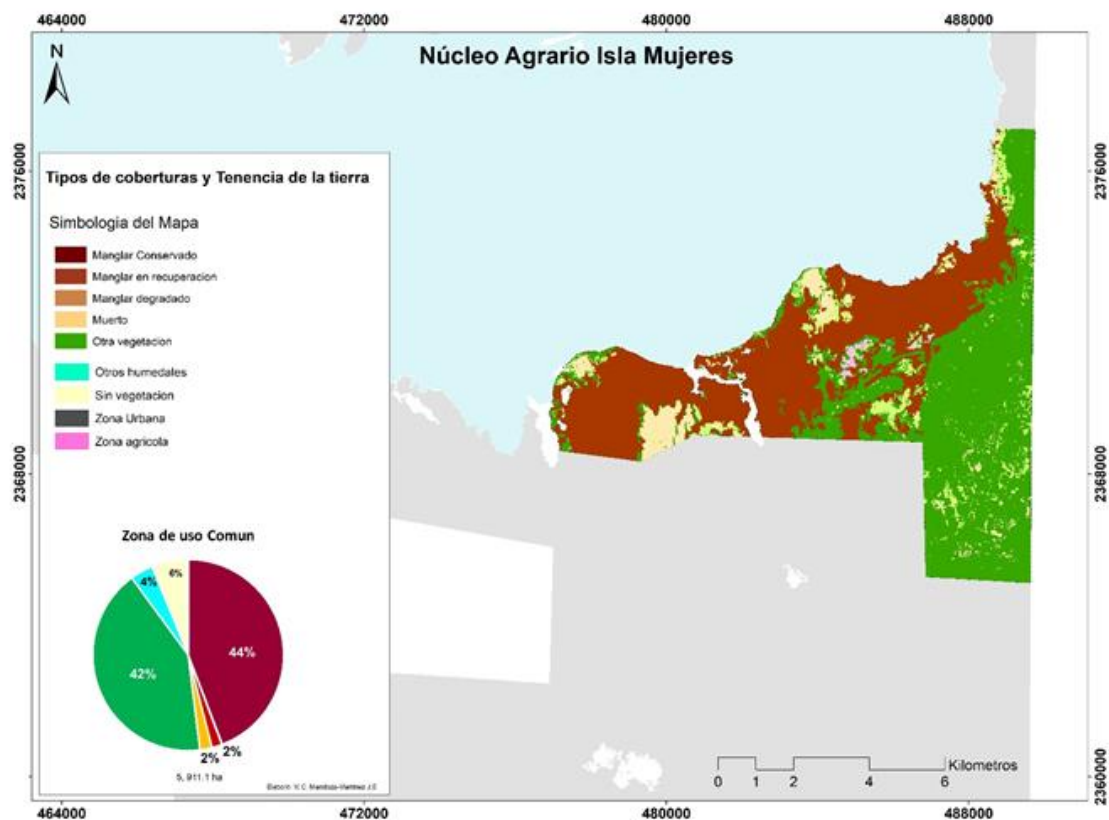 464000 472000 480000 488000
N
Núcleo Agrario Isla Mujeres
2376000 2376000
Tipos de coberturas y Tenencia de la tierra
Simbologia del Mapa
Manglar Conservado
Manglar en recuperacion
Manglar degradado
Muerto
Otra vegetacion
Otros humedales
Sin vegetacion
Zona Urbana
Zona agricola
2368000 2368000
Zona de uso Comun
4% 6%
44%
42%
2% 2%
5, 911.1 ha
Kilometros
0 1 2 4 6
2360000
464000 472000 480000 488000